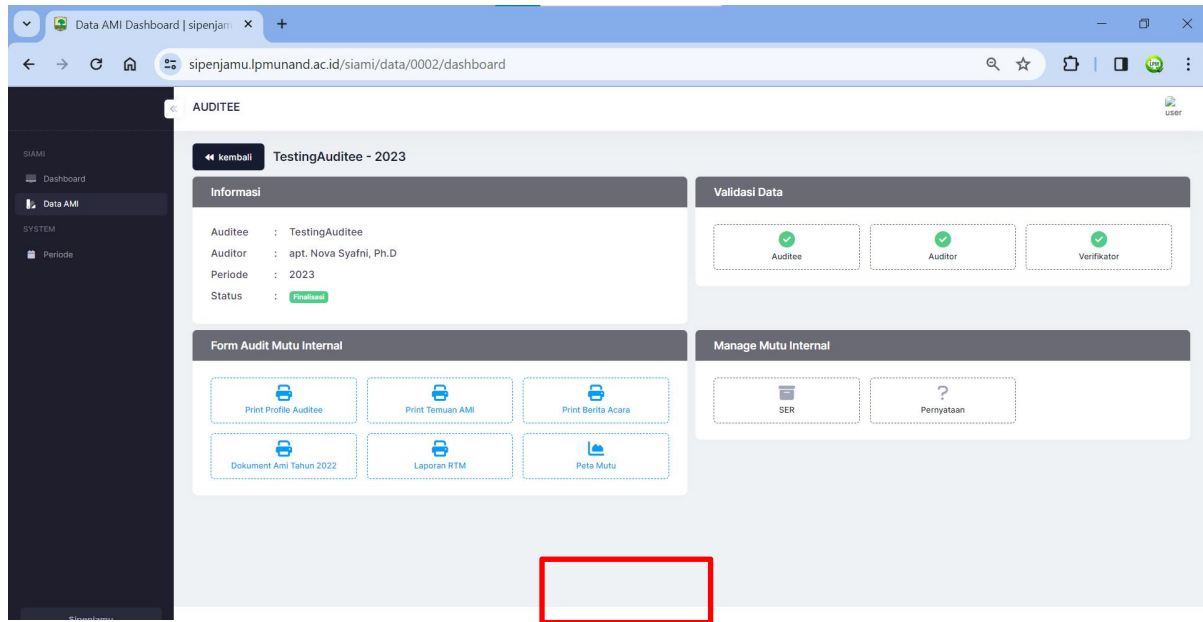 Data AMI Dashboard | sipenjam
sipenjamu.lpmunand.ac.id/siami/data/0002/dashboard
LPM
AUDITEE
user
SIAMI
Dashboard
Data AMI
SYSTEM
Periode
Sipenjamu
kembali
TestingAuditee - 2023
Informasi
Auditee : TestingAuditee
Auditor : apt. Nova Syafni, Ph.D
Periode : 2023
Status : Finalisasi
Validasi Data
Auditee
Auditor
Verifikator
Form Audit Mutu Internal
Print Profile Auditee
Print Temuan AMI
Print Berita Acara
Dokument Ami Tahun 2022
Laporan RTM
Peta Mutu
Manage Mutu Internal
SER
Pernyataan